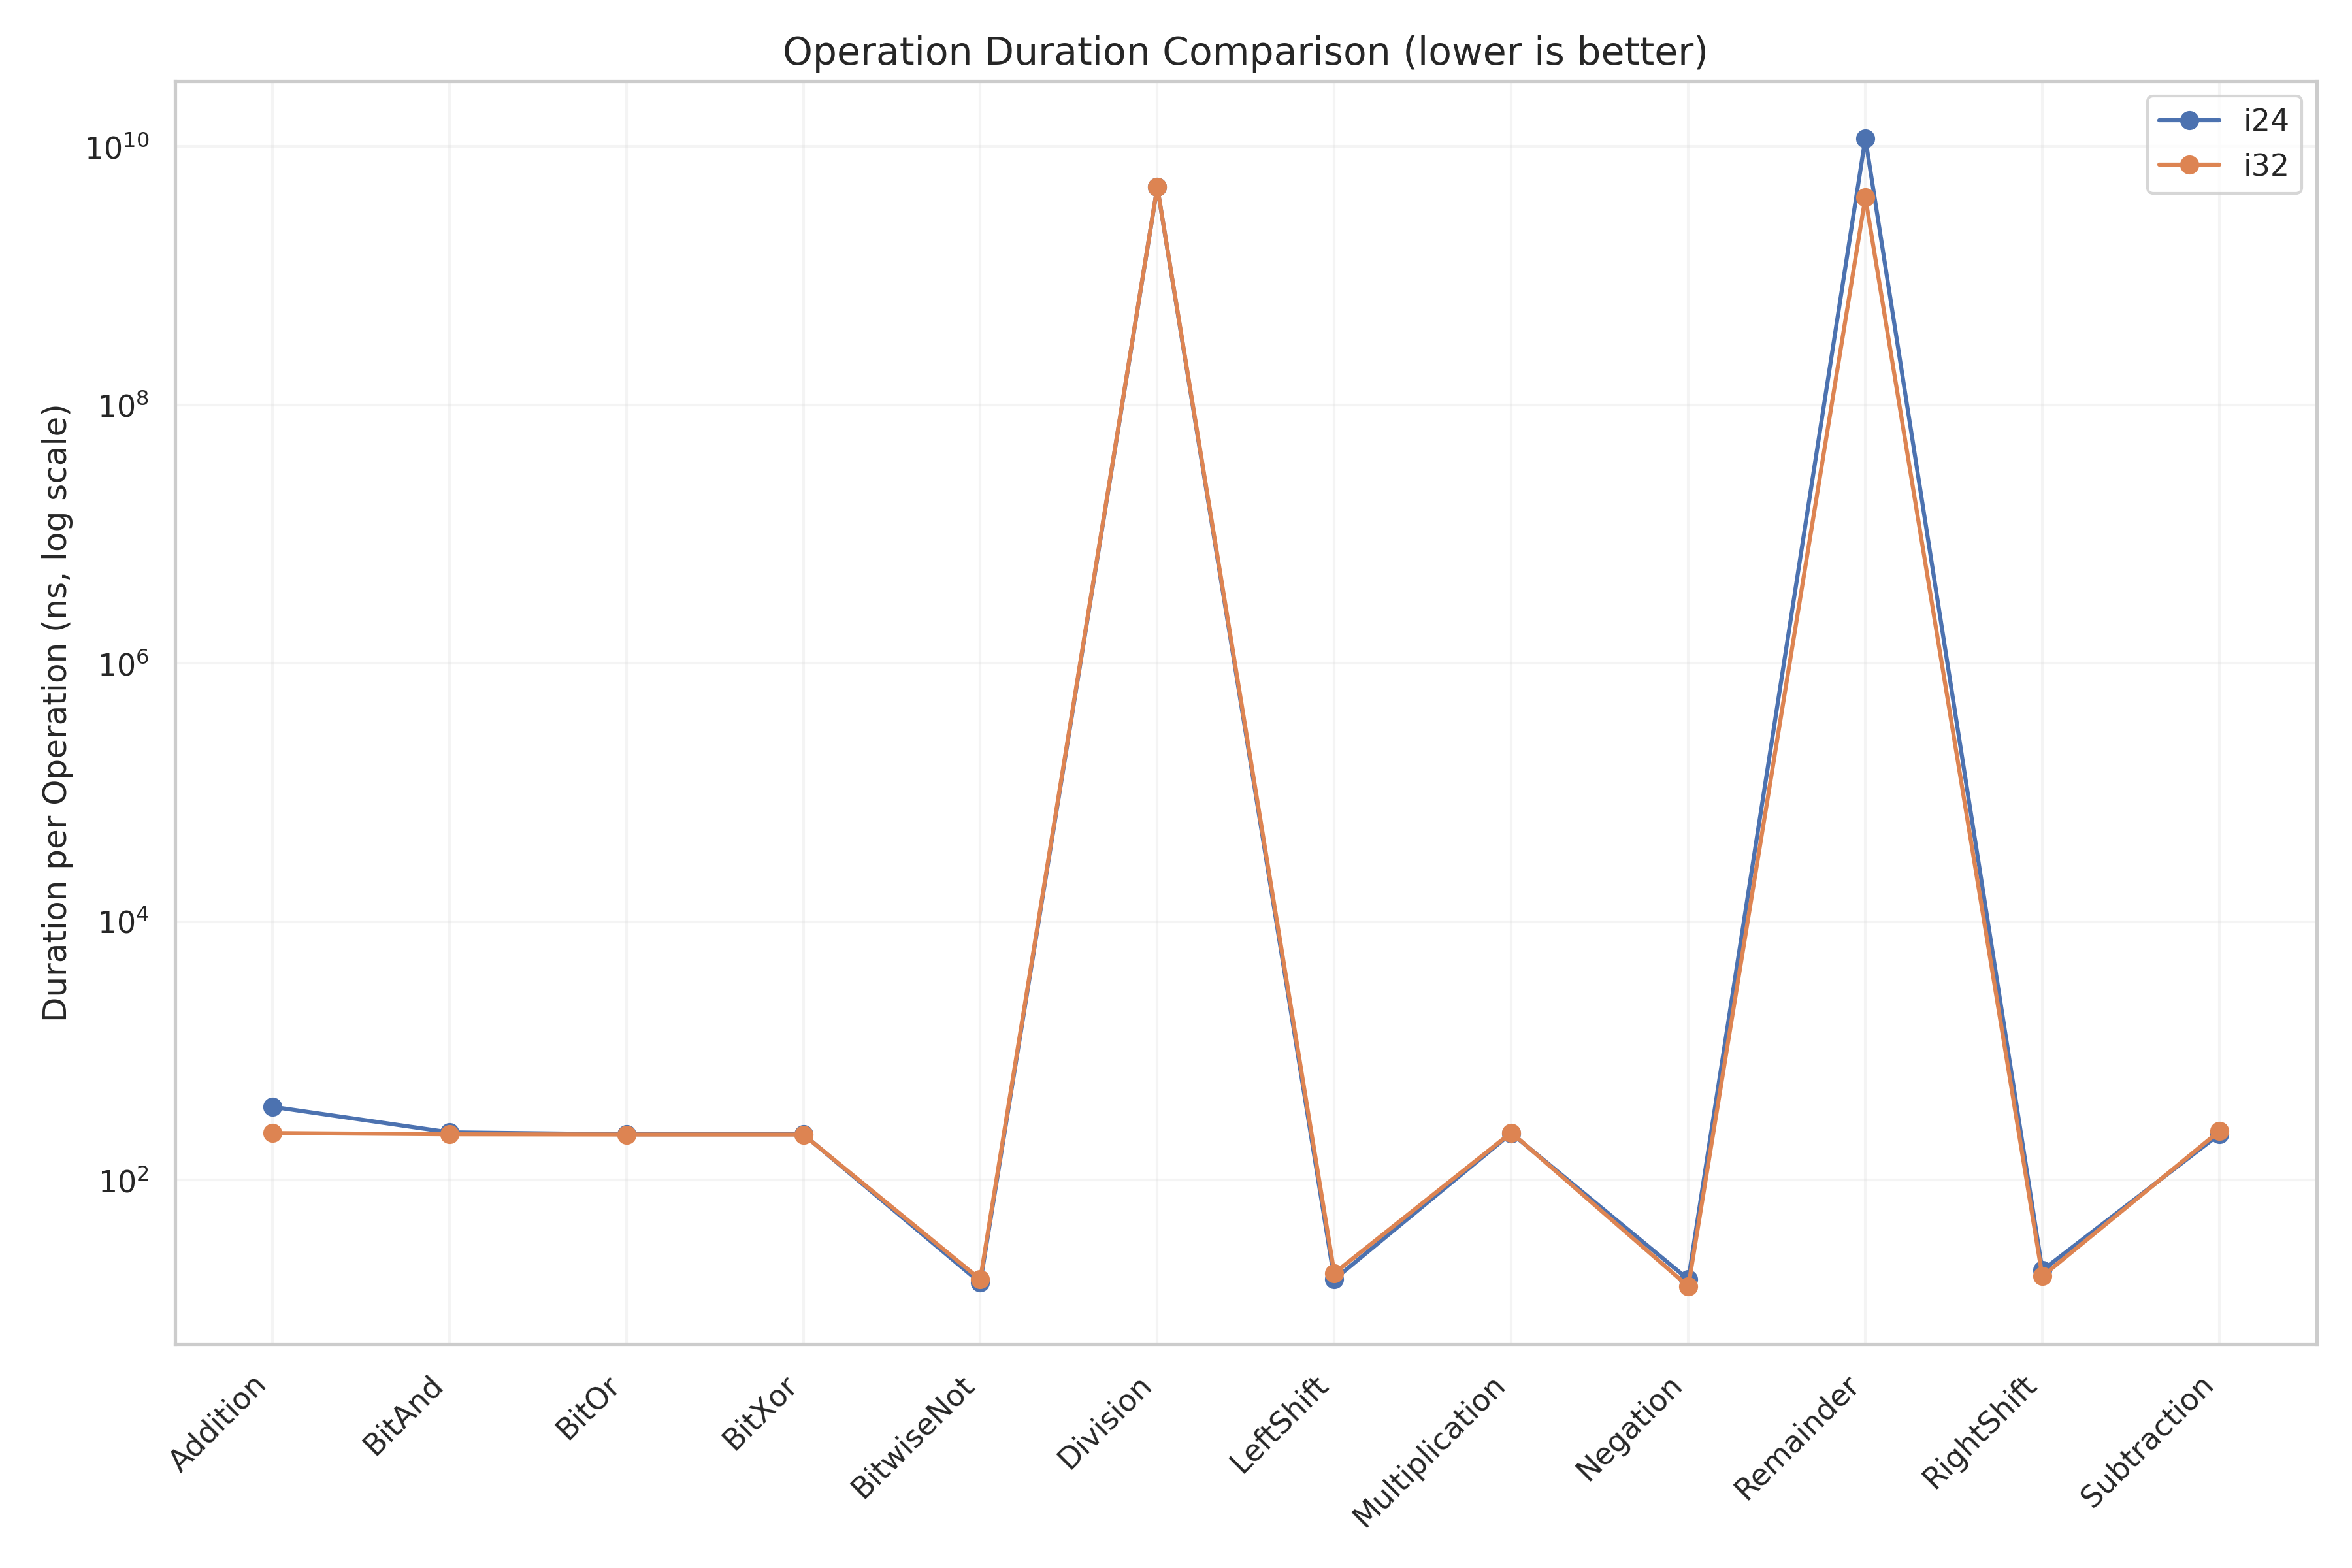 Operation Duration Comparison (lower is better)
i24
i32
Duration per Operation (ns, log scale)
10¹⁰
10⁸
10⁶
10⁴
10²
Addition
BitAnd
BitOr
BitXor
BitwiseNot
Division
LeftShift
Multiplication
Negation
Remainder
RightShift
Subtraction